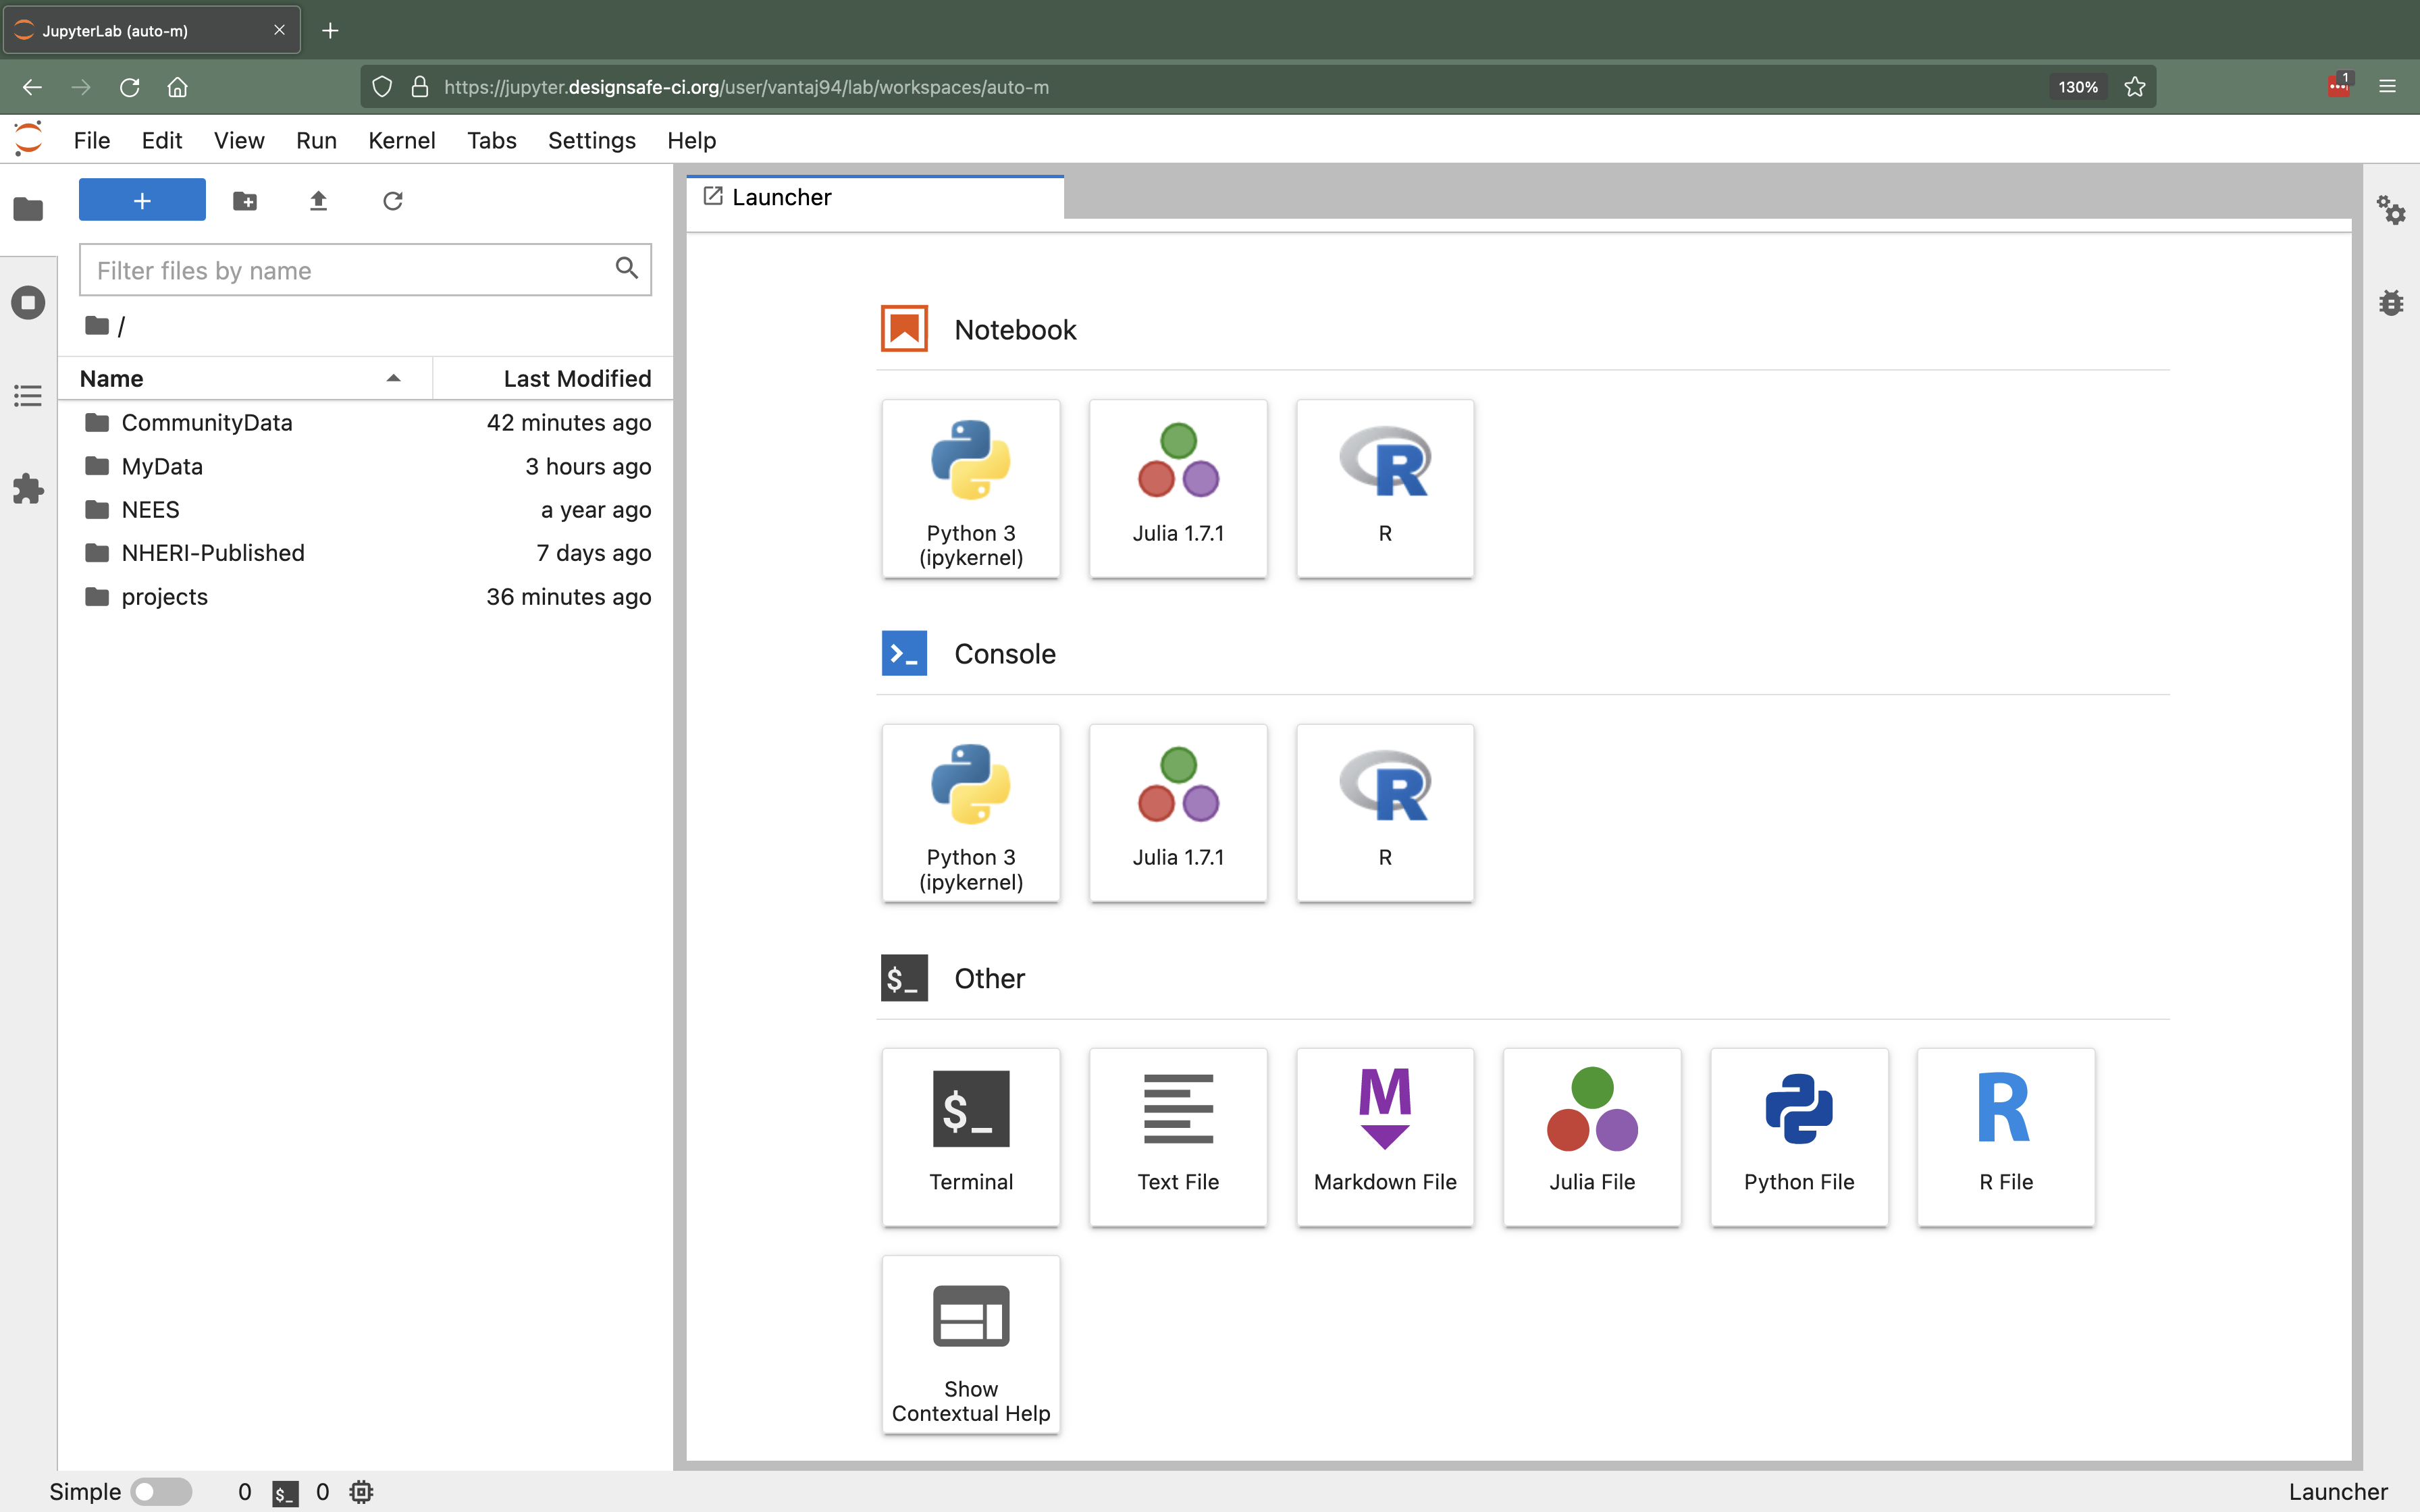 JupyterLab (auto-m)
https://jupyter.designsafe-ci.org/user/vantaj94/lab/workspaces/auto-m
130%
1
File Edit View Run Kernel Tabs Settings Help
Launcher
Filter files by name
/
Name Last Modified
CommunityData 42 minutes ago
MyData 3 hours ago
NEES a year ago
NHERI-Published 7 days ago
projects 36 minutes ago
Notebook
Python 3
(ipykernel)
Julia 1.7.1
R
Console
Python 3
(ipykernel)
Julia 1.7.1
R
$_ Other
$_
Terminal
Text File
M
Markdown File
Julia File
Python File
R
R File
Show
Contextual Help
Simple 0 $_ 0 Launcher